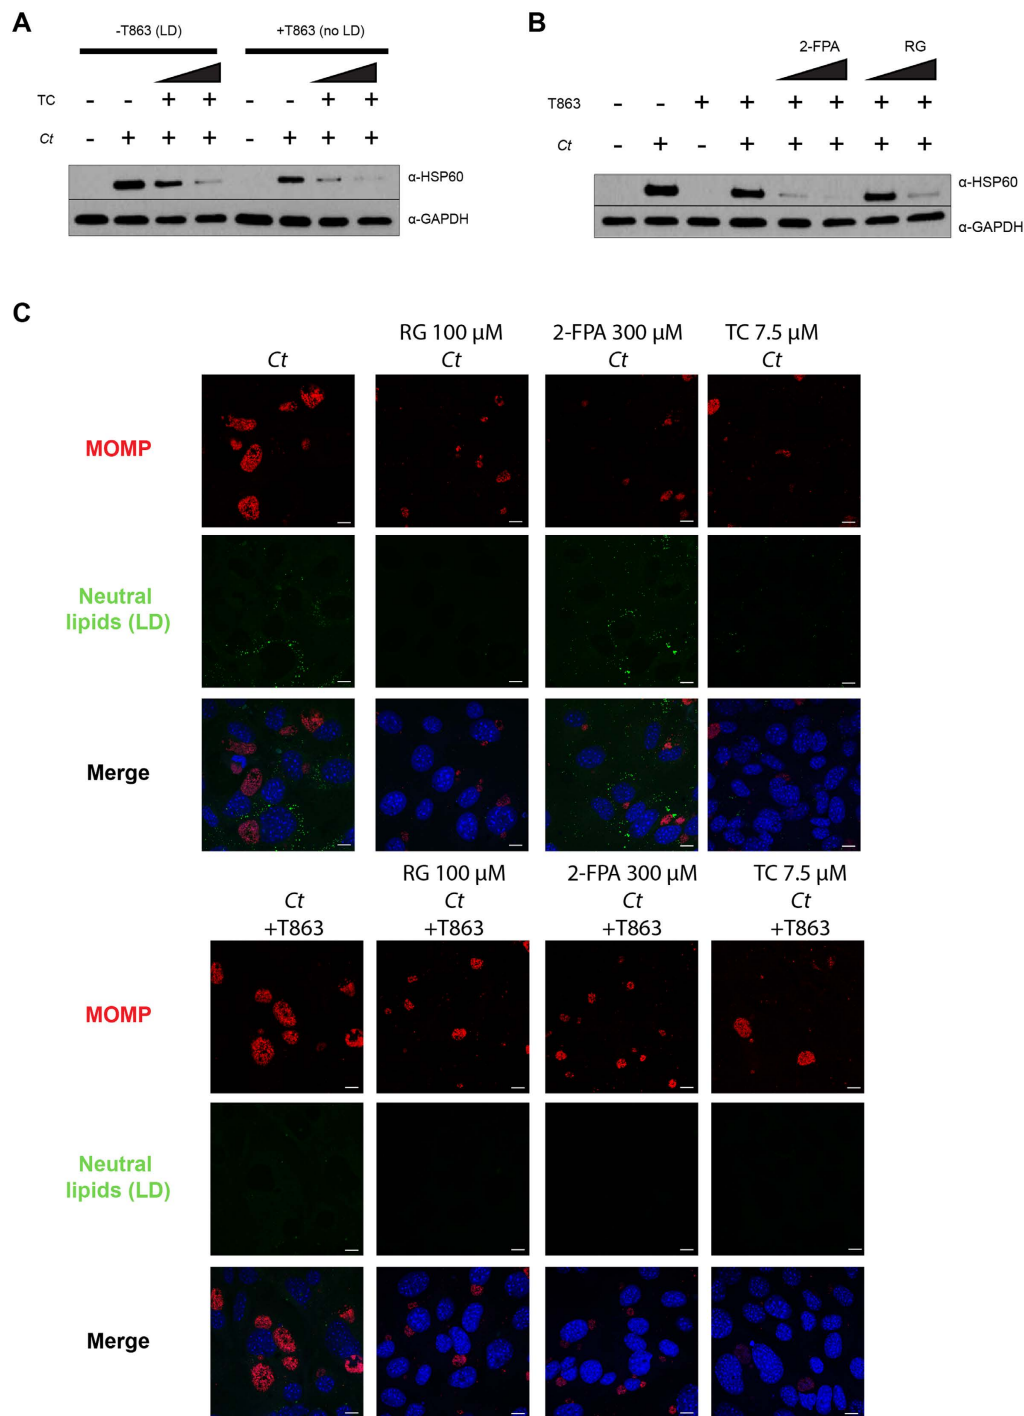 A
-T863 (LD) +T863 (no LD)
TC - - + + - - + +
Ct - + + + - + + +
α-HSP60
α-GAPDH
B
2-FPA RG
T863 - - + + + + + +
Ct - + - + + + + +
α-HSP60
α-GAPDH
C
RG 100 µM 2-FPA 300 µM TC 7.5 µM
Ct Ct Ct Ct
MOMP
Neutral
lipids (LD)
Merge
RG 100 µM 2-FPA 300 µM TC 7.5 µM
Ct Ct Ct Ct
+T863 +T863 +T863 +T863
MOMP
Neutral
lipids (LD)
Merge